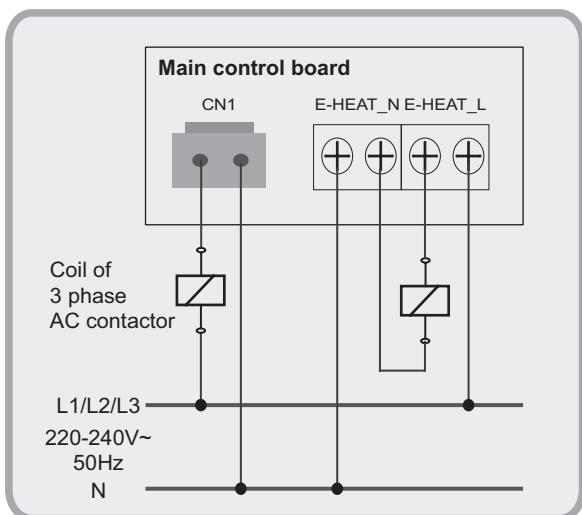 Main control board
CN1
E-HEAT_N E-HEAT_L
Coil of
3 phase
AC contactor
L1/L2/L3
220-240V~
50Hz
N